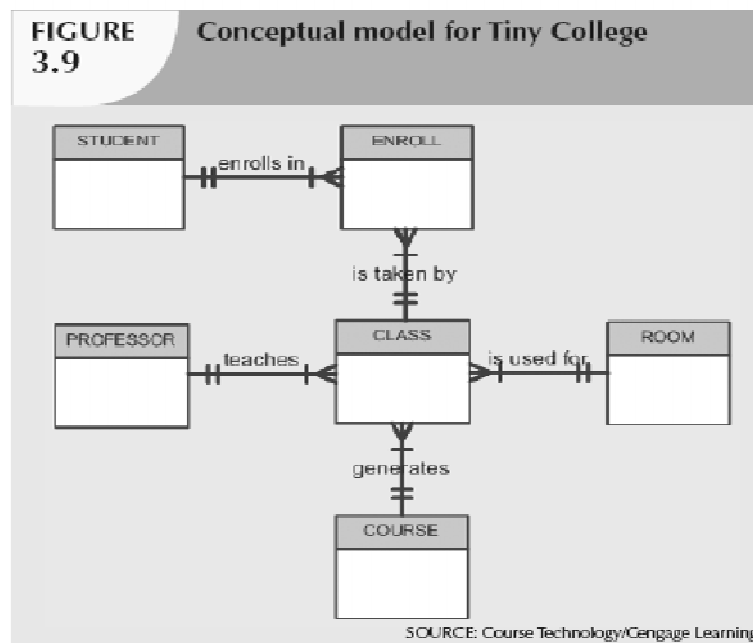 FIGURE
3.9
Conceptual model for Tiny College
STUDENT
enrolls in
ENROLL
is taken by
PROFESSOR
teaches
CLASS
is used for
ROOM
generates
COURSE
SOURCE: Course Technology/Cengage Learning